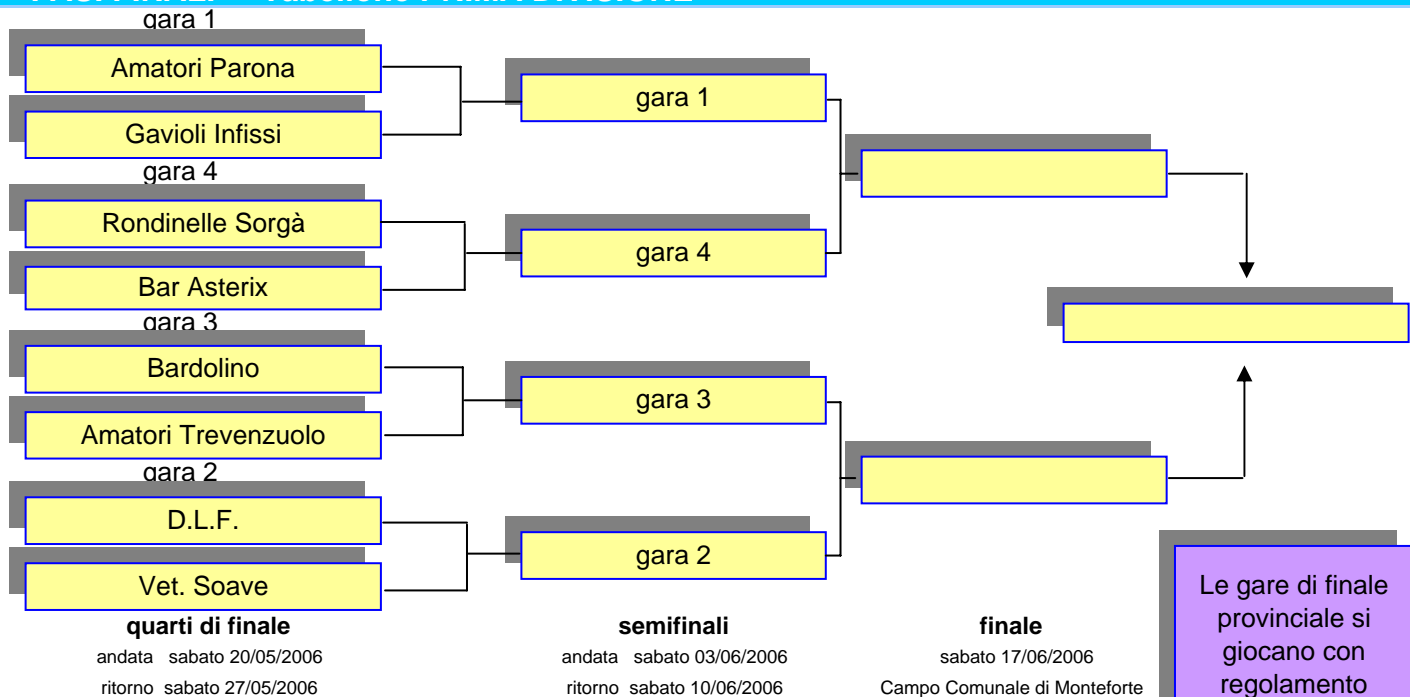 gara 1
Amatori Parona
Gavioli Infissi
gara 4
Rondinelle Sorgà
Bar Asterix
gara 3
Bardolino
Amatori Trevenzuolo
gara 2
D.L.F.
Vet. Soave
quarti di finale
andata sabato 20/05/2006
ritorno sabato 27/05/2006
gara 1
gara 4
gara 3
gara 2
semifinali
andata sabato 03/06/2006
ritorno sabato 10/06/2006
finale
sabato 17/06/2006
Campo Comunale di Monteforte
Le gare di finale
provinciale si
giocano con
regolamento